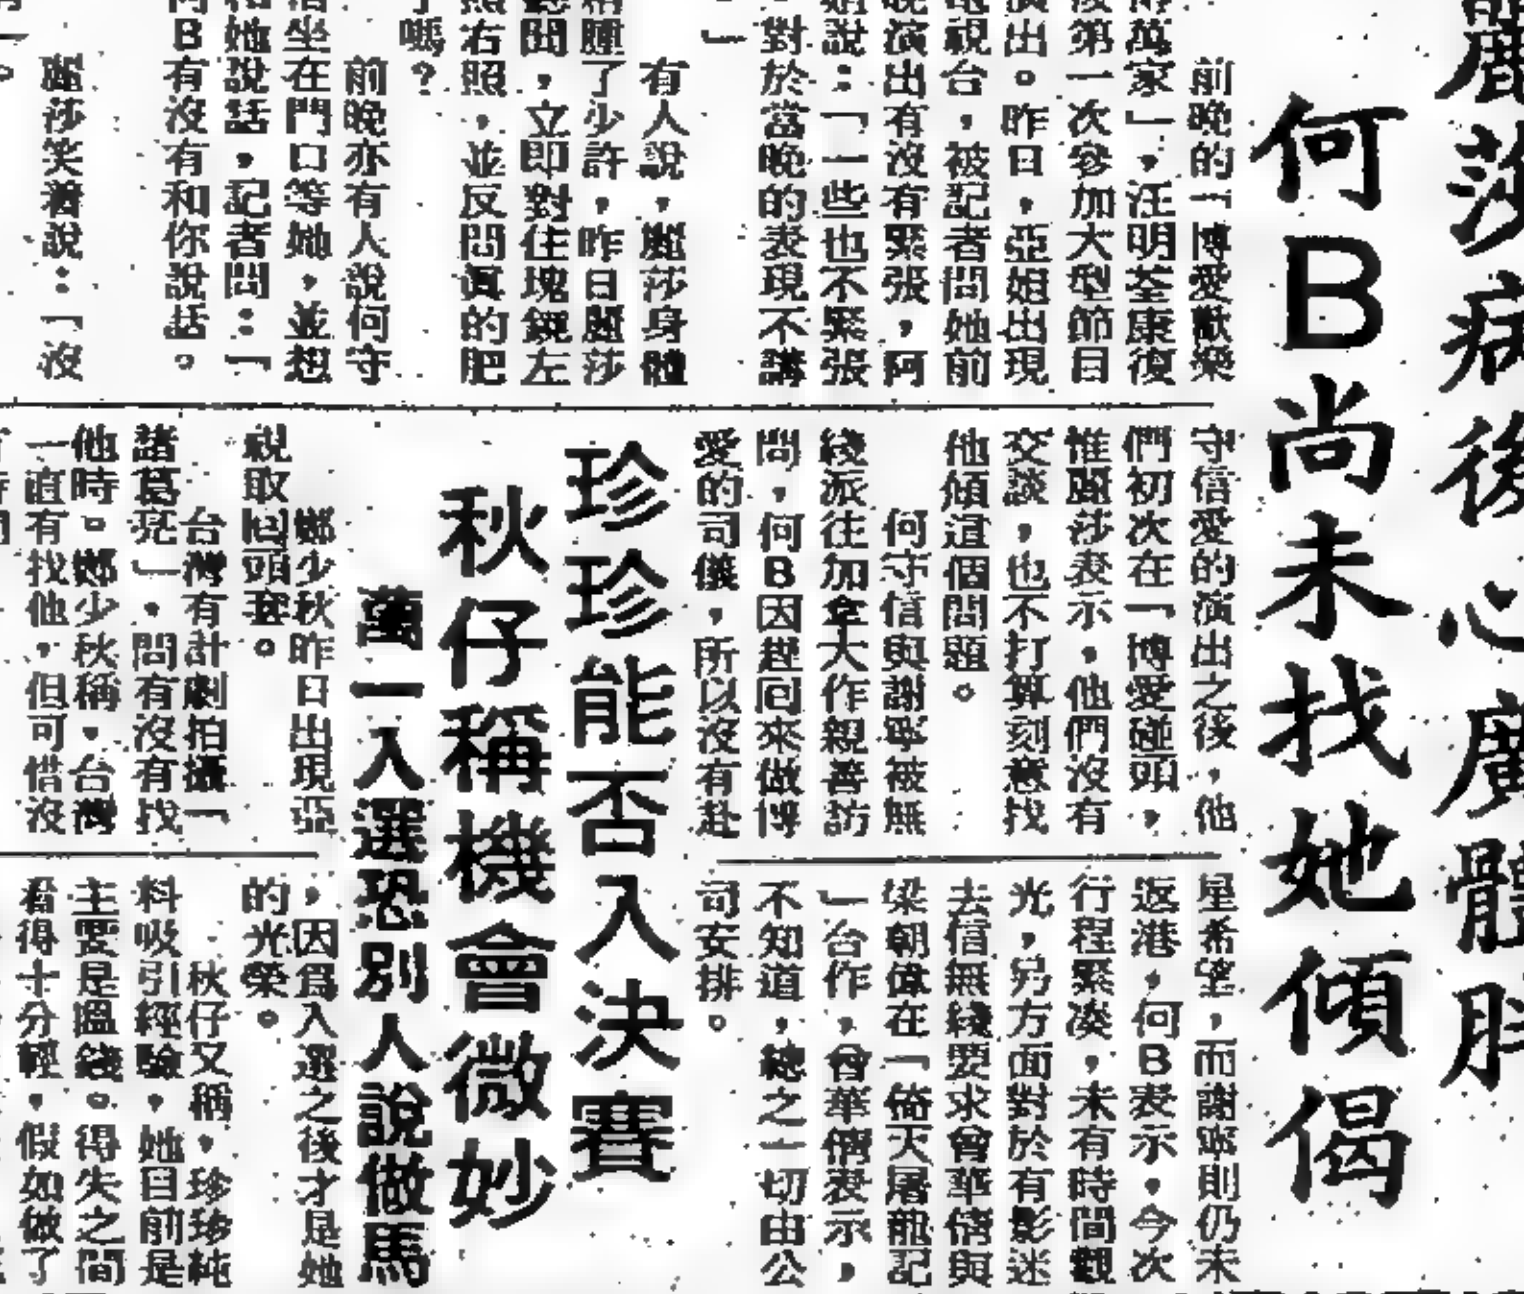 麗莎病後心廣體胖
何B尚未找她傾偈
前晚的「博愛歡樂
萬家」，汪明荃康復
後第一次參加大型節目
演出。昨日，亞姐出現
電視台，被記者問她前
晚演出有沒有緊張，阿
姐說：「一些也不緊張
，對於當晚的表現不講
」
有人說，麗莎身體
稍腫了少許，昨日麗莎
聽聞，立即對住塊鏡左
照右照，並反問真的肥
了嗎？
前晚亦有人說何守
信坐在門口等她，並想
和她說話，記者問：「
何B有沒有和你說話。
」
麗莎笑着說：「沒
有」。
守信愛的演出之後，他
們初次在「博愛碰頭，
惟麗莎表示，他們沒有
交談，也不打算刻意找
他傾這個問題。
何守信與謝寧被無
綫派往加拿大作親善訪
問，何B因趕回來做博
愛的司儀，所以沒有赴
星希望，而謝寧則仍未
返港，何B表示，今次
行程緊湊，未有時間觀
光，另方面對於有影迷
去信無綫要求曾華倩與
梁朝偉在「倚天屠龍記
」合作，曾華倩表示，
不知道，總之一切由公
司安排。
珍珍能否入決賽
秋仔稱機會微妙
萬一入選恐別人說做馬
鄭少秋昨日出現亞
視取回頭套。
台灣有計劃拍攝「
諸葛亮」，問有沒有找
他時。鄭少秋稱，台灣
一直有找他，但可惜沒
有時間
，因爲入選之後才是她
的光榮。
秋仔又稱，珍珍純
料吸引經驗，她目前是
主要是搵錢。得失之間
看得十分輕，假如做了